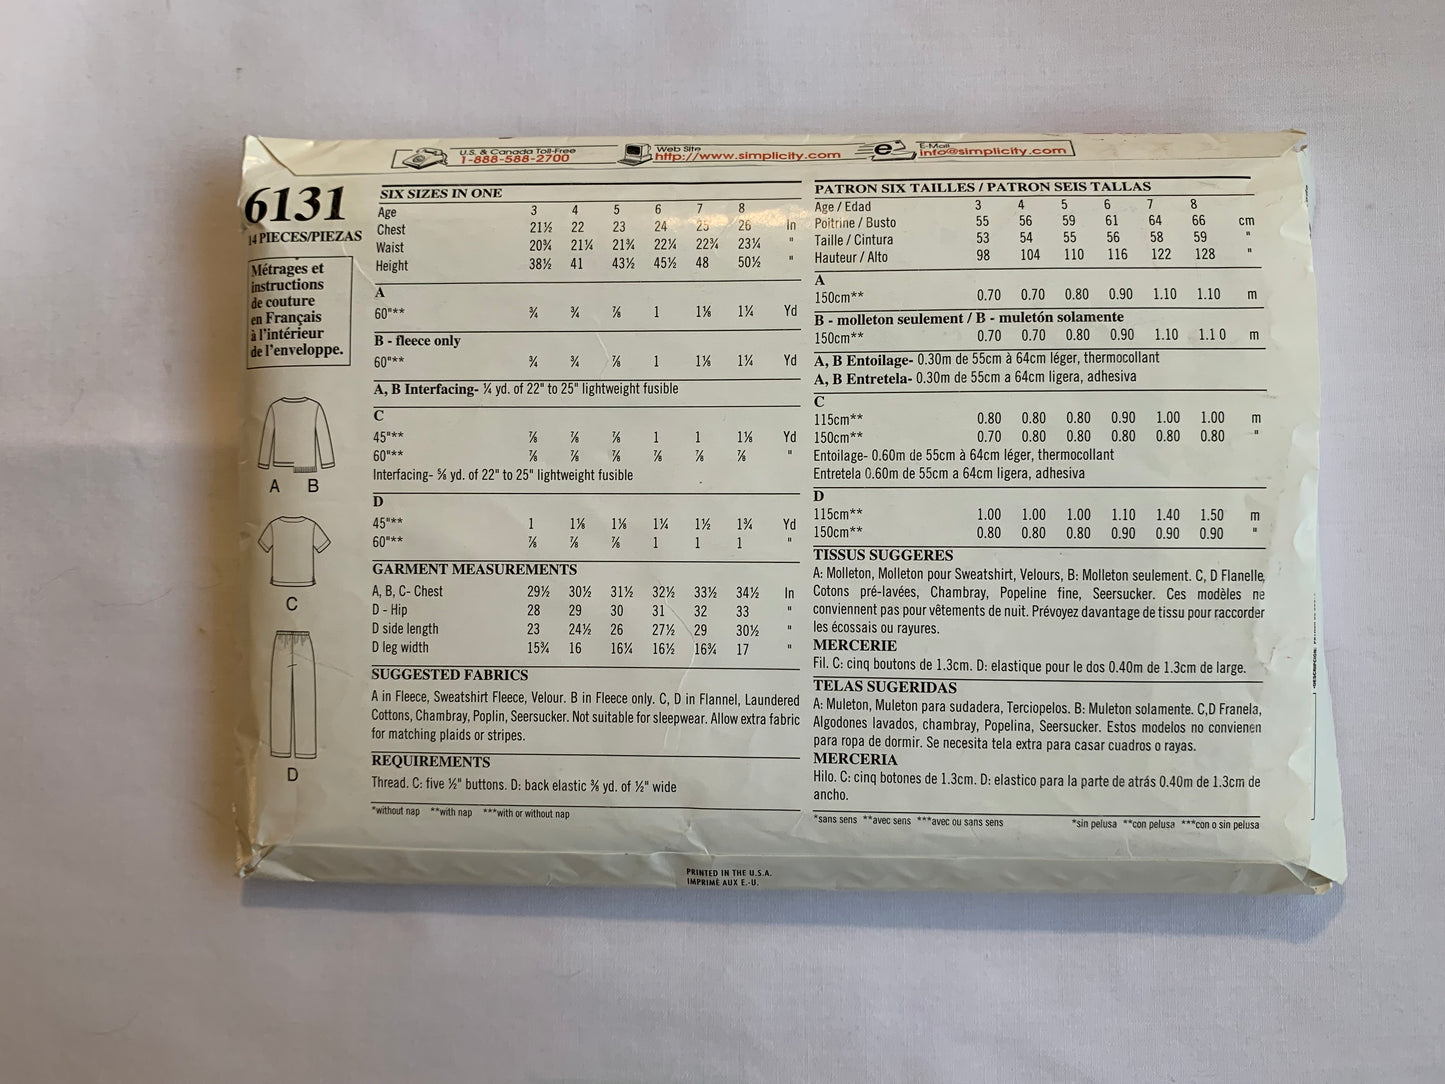 U.S. & Canada Toll-Free
1-888-588-2700
Web Site
http://www.simplicity.com
E-Mail
info@simplicity.com
6131
14 PIECES/PIEZAS
Métrages et
instructions
de couture
en Français
à l'intérieur
de l'enveloppe.
A B
C
D
SIX SIZES IN ONE
Age 3 4 5 6 7 8
Chest 21½ 22 23 24 25 26 In
Waist 20¾ 21¼ 21¾ 22¼ 22¾ 23¼ "
Height 38½ 41 43½ 45½ 48 50½ "
A
60"** ¾ ¾ ⅞ 1 1⅛ 1¼ Yd
B - fleece only
60"** ¾ ¾ ⅞ 1 1⅛ 1¼ Yd
A, B Interfacing- ¼ yd. of 22" to 25" lightweight fusible
C
45"** ⅞ ⅞ ⅞ 1 1 1⅛ Yd
60"** ⅞ ⅞ ⅞ ⅞ ⅞ ⅞ "
Interfacing- ⅝ yd. of 22" to 25" lightweight fusible
D
45"** 1 1⅛ 1⅛ 1¼ 1½ 1¾ Yd
60"** ⅞ ⅞ ⅞ 1 1 1 "
GARMENT MEASUREMENTS
A, B, C- Chest 29½ 30½ 31½ 32½ 33½ 34½ In
D - Hip 28 29 30 31 32 33 "
D side length 23 24½ 26 27½ 29 30½ "
D leg width 15¾ 16 16¼ 16½ 16¾ 17 "
SUGGESTED FABRICS
A in Fleece, Sweatshirt Fleece, Velour. B in Fleece only. C, D in Flannel, Laundered
Cottons, Chambray, Poplin, Seersucker. Not suitable for sleepwear. Allow extra fabric
for matching plaids or stripes.
REQUIREMENTS
Thread. C: five ½" buttons. D: back elastic ⅜ yd. of ½" wide
*without nap **with nap ***with or without nap
PATRON SIX TAILLES / PATRON SEIS TALLAS
Age / Edad 3 4 5 6 7 8
Poitrine / Busto 55 56 59 61 64 66 cm
Taille / Cintura 53 54 55 56 58 59 "
Hauteur / Alto 98 104 110 116 122 128 "
A
150cm** 0.70 0.70 0.80 0.90 1.10 1.10 m
B - molleton seulement / B - muletón solamente
150cm** 0.70 0.70 0.80 0.90 1.10 1.1 0 m
A, B Entoilage- 0.30m de 55cm à 64cm léger, thermocollant
A, B Entretela- 0.30m de 55cm a 64cm ligera, adhesiva
C
115cm** 0.80 0.80 0.80 0.90 1.00 1.00 m
150cm** 0.70 0.80 0.80 0.80 0.80 0.80 "
Entoilage- 0.60m de 55cm à 64cm léger, thermocollant
Entretela 0.60m de 55cm a 64cm ligera, adhesiva
D
115cm** 1.00 1.00 1.00 1.10 1.40 1.50 m
150cm** 0.80 0.80 0.80 0.90 0.90 0.90 "
TISSUS SUGGERES
A: Molleton, Molleton pour Sweatshirt, Velours, B: Molleton seulement. C, D Flanelle,
Cotons pré-lavées, Chambray, Popeline fine, Seersucker. Ces modèles ne
conviennent pas pour vêtements de nuit. Prévoyez davantage de tissu pour raccorder
les écossais ou rayures.
MERCERIE
Fil. C: cinq boutons de 1.3cm. D: elastique pour le dos 0.40m de 1.3cm de large.
TELAS SUGERIDAS
A: Muleton, Muleton para sudadera, Terciopelos. B: Muleton solamente. C,D Franela,
Algodones lavados, chambray, Popelina, Seersucker. Estos modelos no convienen
para ropa de dormir. Se necesita tela extra para casar cuadros o rayas.
MERCERIA
Hilo. C: cinq botones de 1.3cm. D: elastico para la parte de atrás 0.40m de 1.3cm de
ancho.
*sans sens **avec sens ***avec ou sans sens *sin pelusa **con pelusa ***con o sin pelusa
PRINTED IN THE U.S.A.
IMPRIMÉ AUX E.-U.